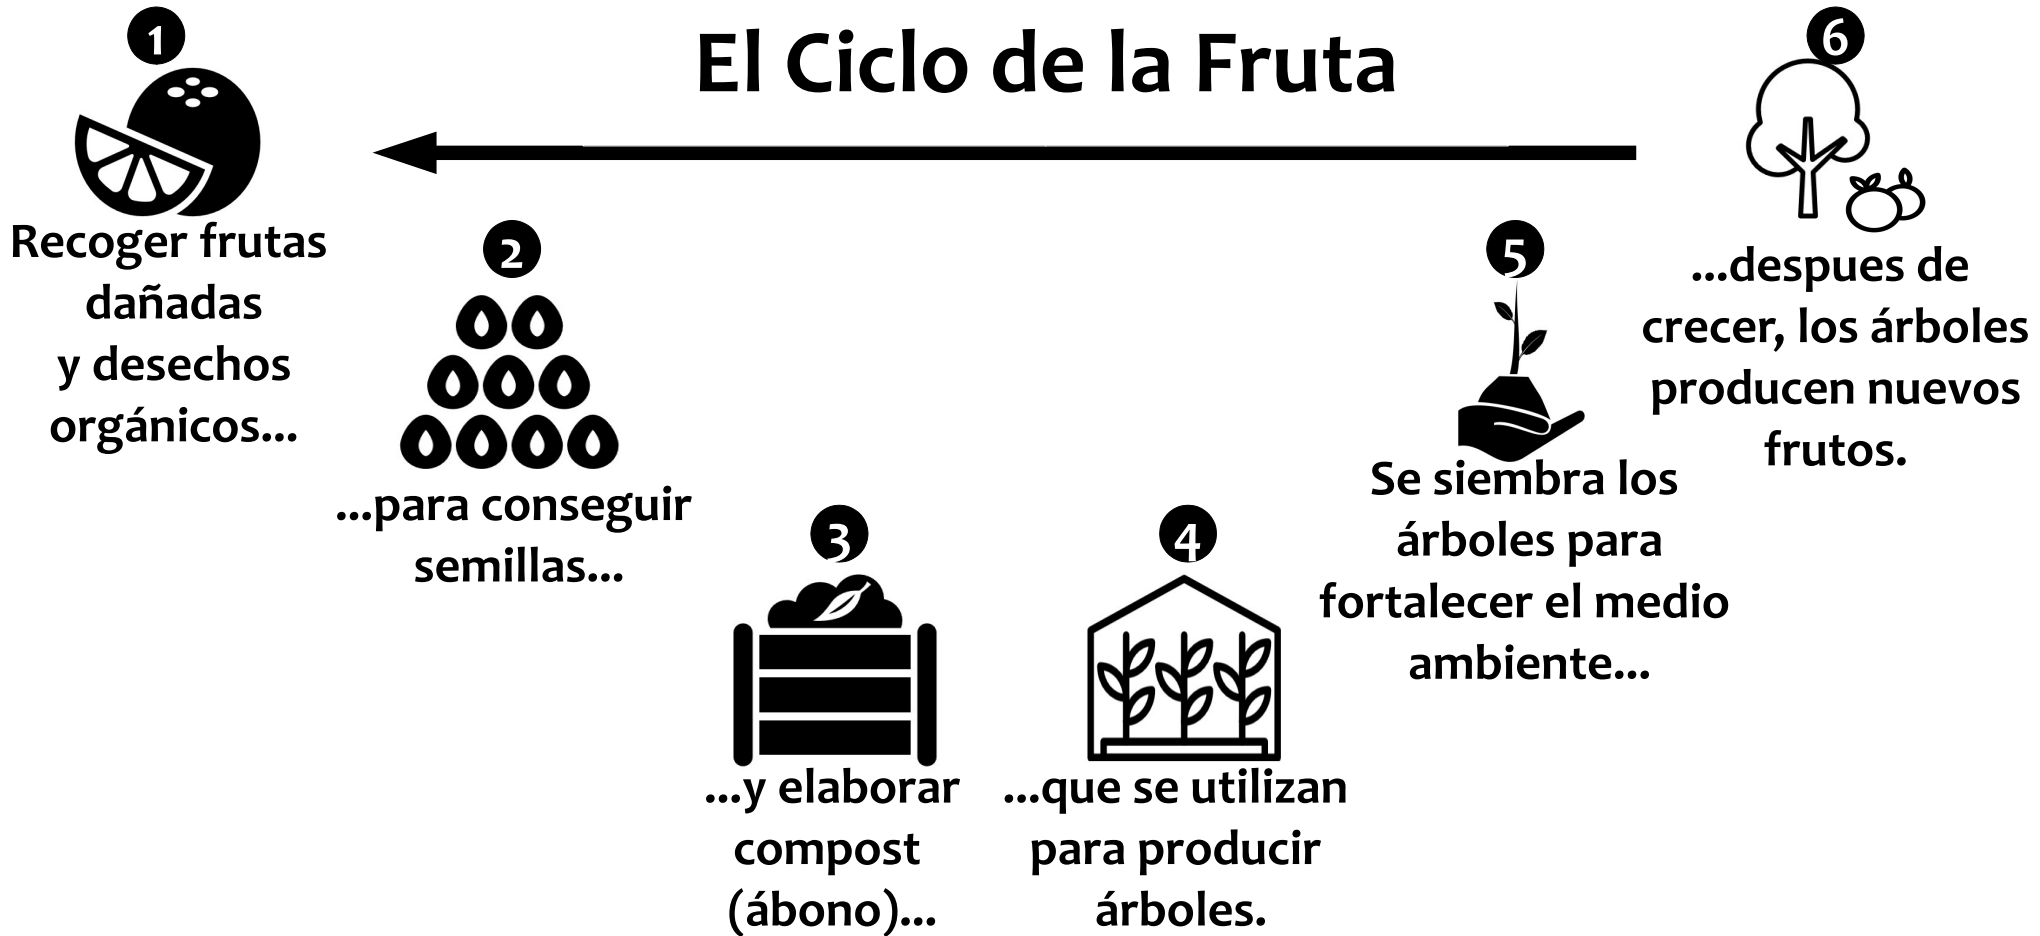 El Ciclo de la Fruta
1
Recoger frutas
dañadas
y desechos
orgánicos...
2
...para conseguir
semillas...
3
...y elaborar
compost
(ábono)...
4
...que se utilizan
para producir
árboles.
5
Se siembra los
árboles para
fortalecer el medio
ambiente...
6
...despues de
crecer, los árboles
producen nuevos
frutos.